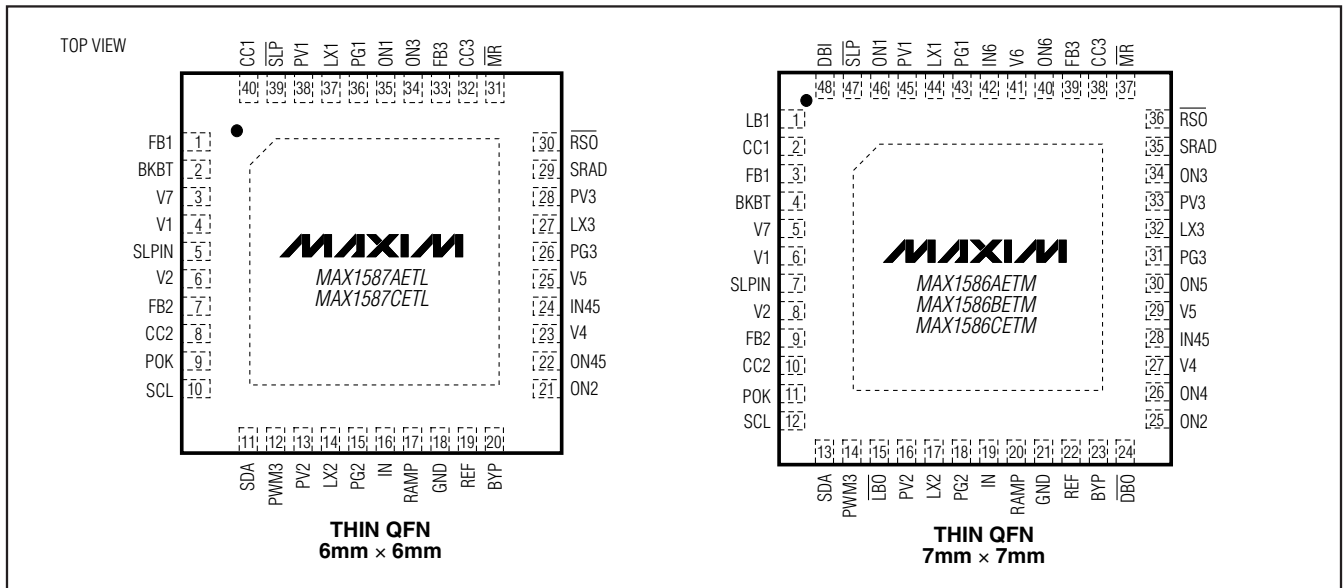 TOP VIEW
CC1 SLP PV1 LX1 PG1 ON1 ON3 FB3 CC3 MR
40 39 38 37 36 35 34 33 32 31
FB1 1
BKBT 2
V7 3
V1 4
SLPIN 5
V2 6
FB2 7
CC2 8
POK 9
SCL 10
30 RSO
29 SRAD
28 PV3
27 LX3
26 PG3
25 V5
24 IN45
23 V4
22 ON45
21 ON2
MAXIM
MAX1587AETL
MAX1587CETL
11 12 13 14 15 16 17 18 19 20
SDA PWM3 PV2 LX2 PG2 IN RAMP GND REF BYP
THIN QFN
6mm × 6mm
DBI SLP ON1 PV1 LX1 PG1 IN6 V6 ON6 FB3 CC3 MR
48 47 46 45 44 43 42 41 40 39 38 37
LB1 1
CC1 2
FB1 3
BKBT 4
V7 5
V1 6
SLPIN 7
V2 8
FB2 9
CC2 10
POK 11
SCL 12
36 RSO
35 SRAD
34 ON3
33 PV3
32 LX3
31 PG3
30 ON5
29 V5
28 IN45
27 V4
26 ON4
25 ON2
MAXIM
MAX1586AETM
MAX1586BETM
MAX1586CETM
13 14 15 16 17 18 19 20 21 22 23 24
SDA PWM3 LBO PV2 LX2 PG2 IN RAMP GND REF BYP DBO
THIN QFN
7mm × 7mm